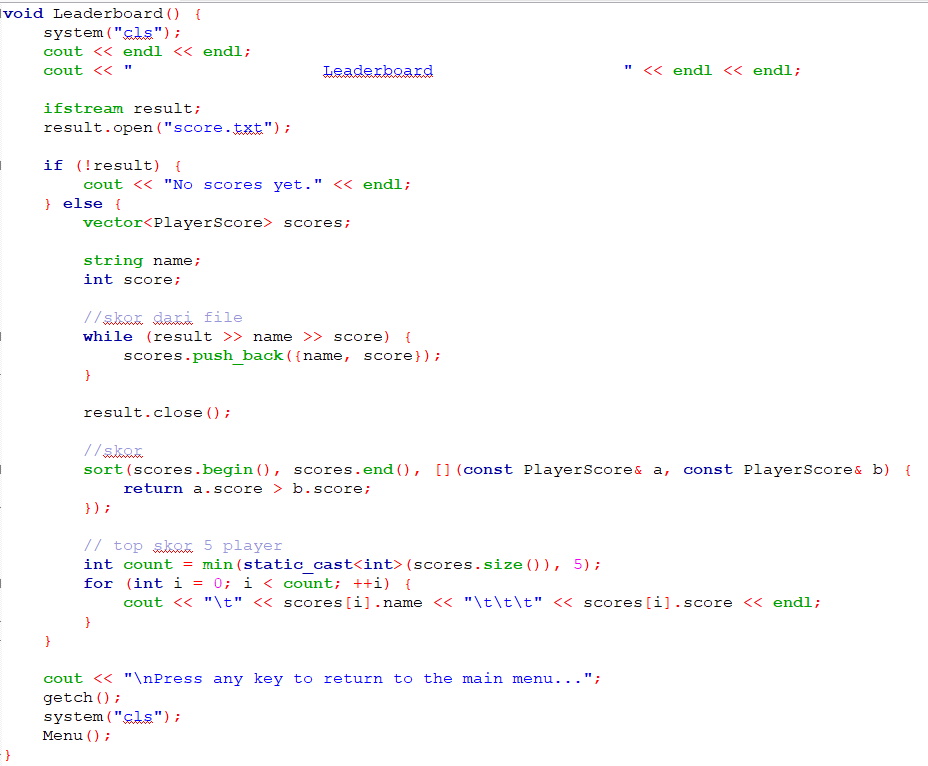 void Leaderboard() {
    system("cls");
    cout << endl << endl;
    cout << "                   Leaderboard                   " << endl << endl;

    ifstream result;
    result.open("score.txt");

    if (!result) {
        cout << "No scores yet." << endl;
    } else {
        vector<PlayerScore> scores;

        string name;
        int score;

        //skor dari file
        while (result >> name >> score) {
            scores.push_back({name, score});
        }

        result.close();

        //skor
        sort(scores.begin(), scores.end(), [](const PlayerScore& a, const PlayerScore& b) {
            return a.score > b.score;
        });

        // top skor 5 player
        int count = min(static_cast<int>(scores.size()), 5);
        for (int i = 0; i < count; ++i) {
            cout << "\t" << scores[i].name << "\t\t\t" << scores[i].score << endl;
        }
    }

    cout << "\nPress any key to return to the main menu...";
    getch();
    system("cls");
    Menu();
}